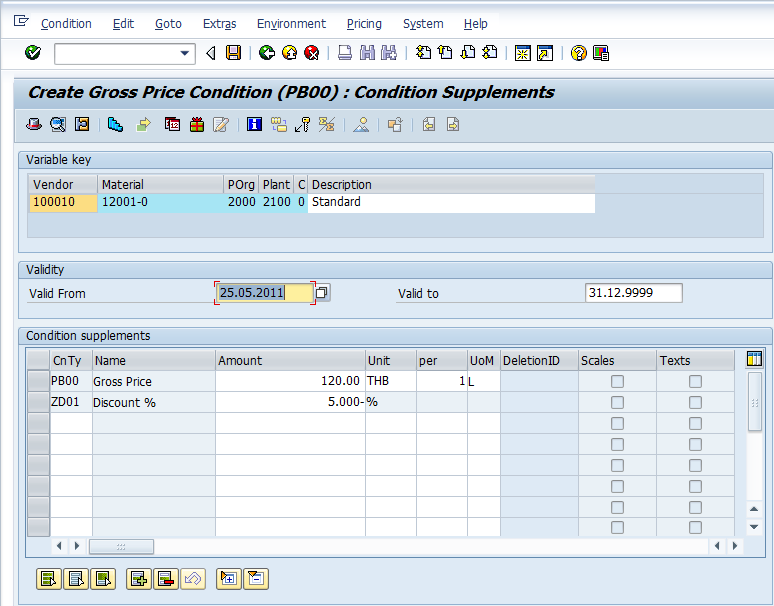 Condition Edit Goto Extras Environment Pricing System Help
Create Gross Price Condition (PB00) : Condition Supplements
Variable key
Vendor Material POrg Plant C Description
100010 12001-0 2000 2100 0 Standard
Validity
Valid From 25.05.2011 Valid to 31.12.9999
Condition supplements
CnTy Name Amount Unit per UoM DeletionID Scales Texts
PB00 Gross Price 120.00 THB 1 L
ZD01 Discount % 5.000- %